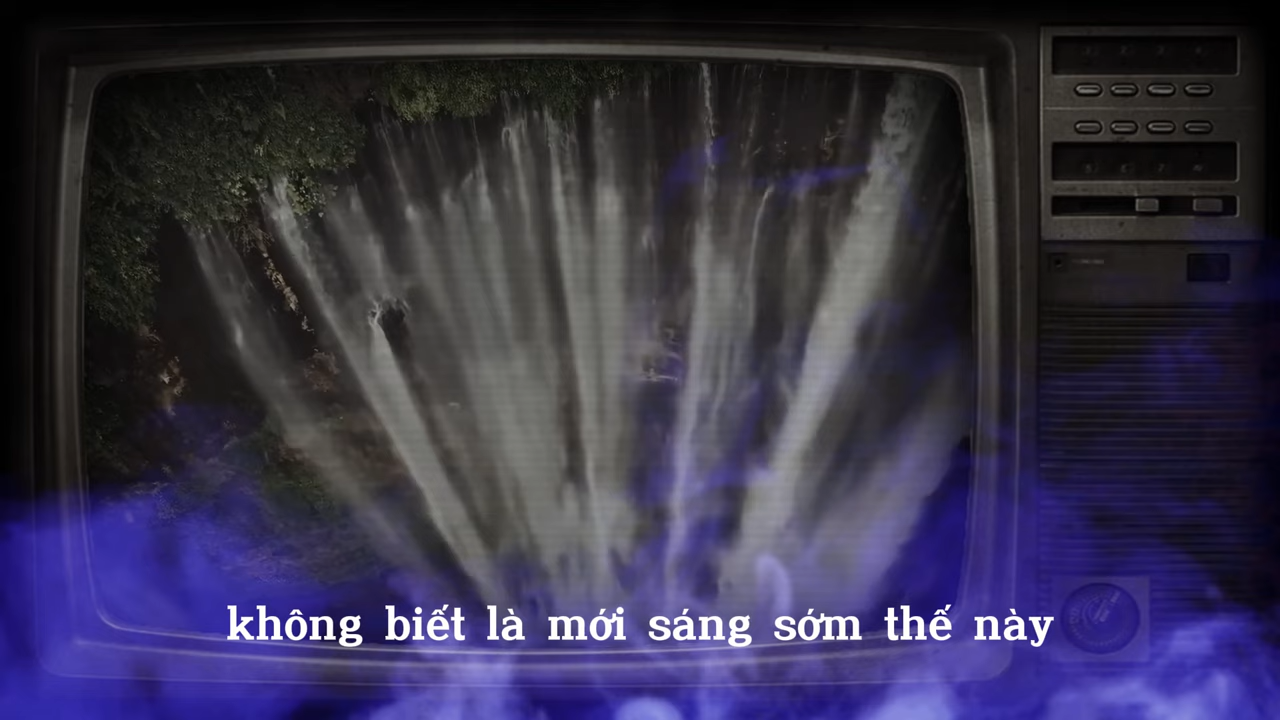 không biết là mới sáng sớm thế này